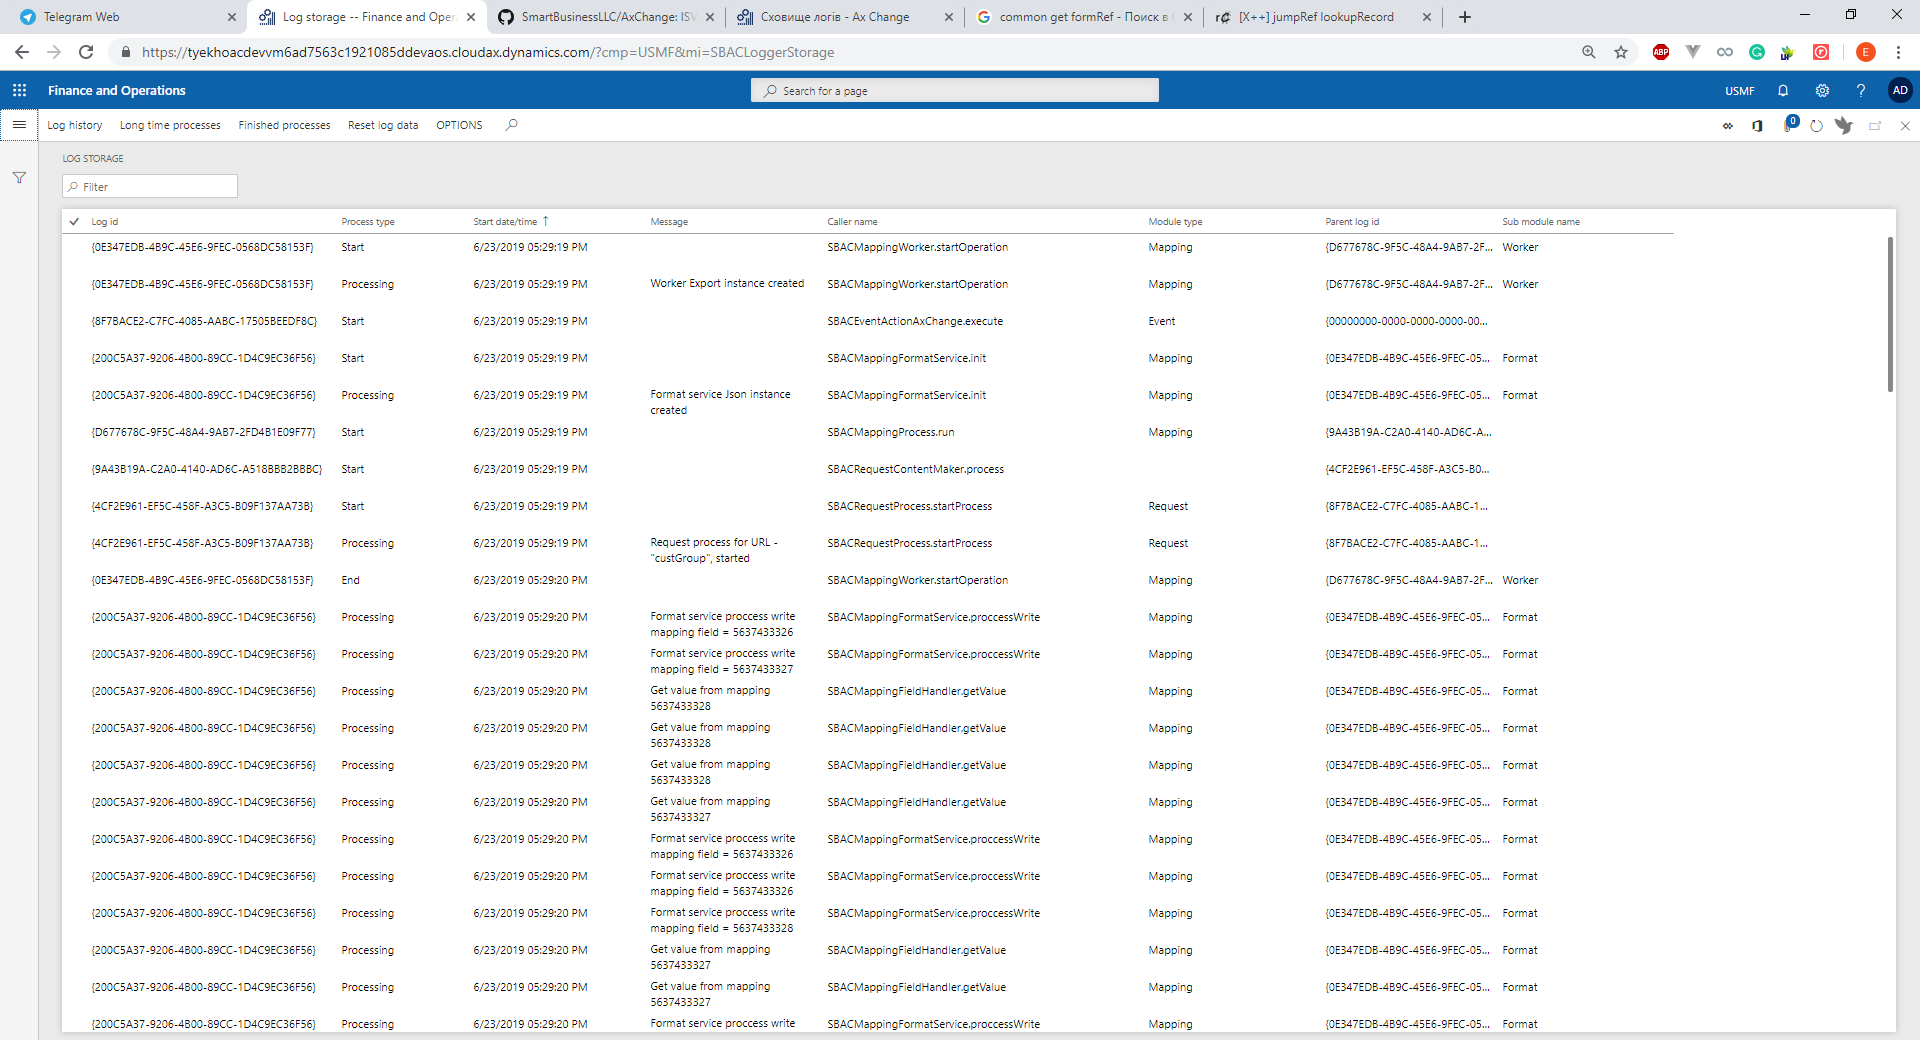 Telegram Web
Log storage -- Finance and Oper
SmartBusinessLLC/AxChange: ISV
Сховище логів - Ax Change
common get formRef - Поиск в
[X++] jumpRef lookupRecord
https://tyekhoacdevvm6ad7563c1921085ddevaos.cloudax.dynamics.com/?cmp=USMF&mi=SBACLoggerStorage
ABP
E
Finance and Operations
Search for a page
USMF
?
AD
Log history Long time processes Finished processes Reset log data OPTIONS
0
LOG STORAGE
Filter
Log id Process type Start date/time Message Caller name Module type Parent log id Sub module name
{0E347EDB-4B9C-45E6-9FEC-0568DC58153F} Start 6/23/2019 05:29:19 PM SBACMappingWorker.startOperation Mapping {D677678C-9F5C-48A4-9AB7-2F... Worker
{0E347EDB-4B9C-45E6-9FEC-0568DC58153F} Processing 6/23/2019 05:29:19 PM Worker Export instance created SBACMappingWorker.startOperation Mapping {D677678C-9F5C-48A4-9AB7-2F... Worker
{8F7BACE2-C7FC-4085-AABC-17505BEEDF8C} Start 6/23/2019 05:29:19 PM SBACEventActionAxChange.execute Event {00000000-0000-0000-0000-00...
{200C5A37-9206-4B00-89CC-1D4C9EC36F56} Start 6/23/2019 05:29:19 PM SBACMappingFormatService.init Mapping {0E347EDB-4B9C-45E6-9FEC-05... Format
{200C5A37-9206-4B00-89CC-1D4C9EC36F56} Processing 6/23/2019 05:29:19 PM Format service Json instance SBACMappingFormatService.init Mapping {0E347EDB-4B9C-45E6-9FEC-05... Format
created
{D677678C-9F5C-48A4-9AB7-2FD4B1E09F77} Start 6/23/2019 05:29:19 PM SBACMappingProcess.run Mapping {9A43B19A-C2A0-4140-AD6C-A...
{9A43B19A-C2A0-4140-AD6C-A518BBB2BBBC} Start 6/23/2019 05:29:19 PM SBACRequestContentMaker.process {4CF2E961-EF5C-458F-A3C5-B0...
{4CF2E961-EF5C-458F-A3C5-B09F137AA73B} Start 6/23/2019 05:29:19 PM SBACRequestProcess.startProcess Request {8F7BACE2-C7FC-4085-AABC-1...
{4CF2E961-EF5C-458F-A3C5-B09F137AA73B} Processing 6/23/2019 05:29:19 PM Request process for URL - SBACRequestProcess.startProcess Request {8F7BACE2-C7FC-4085-AABC-1...
"custGroup", started
{0E347EDB-4B9C-45E6-9FEC-0568DC58153F} End 6/23/2019 05:29:20 PM SBACMappingWorker.startOperation Mapping {D677678C-9F5C-48A4-9AB7-2F... Worker
{200C5A37-9206-4B00-89CC-1D4C9EC36F56} Processing 6/23/2019 05:29:20 PM Format service proccess write SBACMappingFormatService.proccessWrite Mapping {0E347EDB-4B9C-45E6-9FEC-05... Format
mapping field = 5637433326
{200C5A37-9206-4B00-89CC-1D4C9EC36F56} Processing 6/23/2019 05:29:20 PM Format service proccess write SBACMappingFormatService.proccessWrite Mapping {0E347EDB-4B9C-45E6-9FEC-05... Format
mapping field = 5637433327
{200C5A37-9206-4B00-89CC-1D4C9EC36F56} Processing 6/23/2019 05:29:20 PM Get value from mapping SBACMappingFieldHandler.getValue Mapping {0E347EDB-4B9C-45E6-9FEC-05... Format
5637433328
{200C5A37-9206-4B00-89CC-1D4C9EC36F56} Processing 6/23/2019 05:29:20 PM Get value from mapping SBACMappingFieldHandler.getValue Mapping {0E347EDB-4B9C-45E6-9FEC-05... Format
5637433328
{200C5A37-9206-4B00-89CC-1D4C9EC36F56} Processing 6/23/2019 05:29:20 PM Get value from mapping SBACMappingFieldHandler.getValue Mapping {0E347EDB-4B9C-45E6-9FEC-05... Format
5637433328
{200C5A37-9206-4B00-89CC-1D4C9EC36F56} Processing 6/23/2019 05:29:20 PM Get value from mapping SBACMappingFieldHandler.getValue Mapping {0E347EDB-4B9C-45E6-9FEC-05... Format
5637433327
{200C5A37-9206-4B00-89CC-1D4C9EC36F56} Processing 6/23/2019 05:29:20 PM Format service proccess write SBACMappingFormatService.proccessWrite Mapping {0E347EDB-4B9C-45E6-9FEC-05... Format
mapping field = 5637433326
{200C5A37-9206-4B00-89CC-1D4C9EC36F56} Processing 6/23/2019 05:29:20 PM Format service proccess write SBACMappingFormatService.proccessWrite Mapping {0E347EDB-4B9C-45E6-9FEC-05... Format
mapping field = 5637433326
{200C5A37-9206-4B00-89CC-1D4C9EC36F56} Processing 6/23/2019 05:29:20 PM Format service proccess write SBACMappingFormatService.proccessWrite Mapping {0E347EDB-4B9C-45E6-9FEC-05... Format
mapping field = 5637433328
{200C5A37-9206-4B00-89CC-1D4C9EC36F56} Processing 6/23/2019 05:29:20 PM Get value from mapping SBACMappingFieldHandler.getValue Mapping {0E347EDB-4B9C-45E6-9FEC-05... Format
5637433327
{200C5A37-9206-4B00-89CC-1D4C9EC36F56} Processing 6/23/2019 05:29:20 PM Get value from mapping SBACMappingFieldHandler.getValue Mapping {0E347EDB-4B9C-45E6-9FEC-05... Format
5637433327
{200C5A37-9206-4B00-89CC-1D4C9EC36F56} Processing 6/23/2019 05:29:20 PM Format service proccess write SBACMappingFormatService.proccessWrite Mapping {0E347EDB-4B9C-45E6-9FEC-05... Format